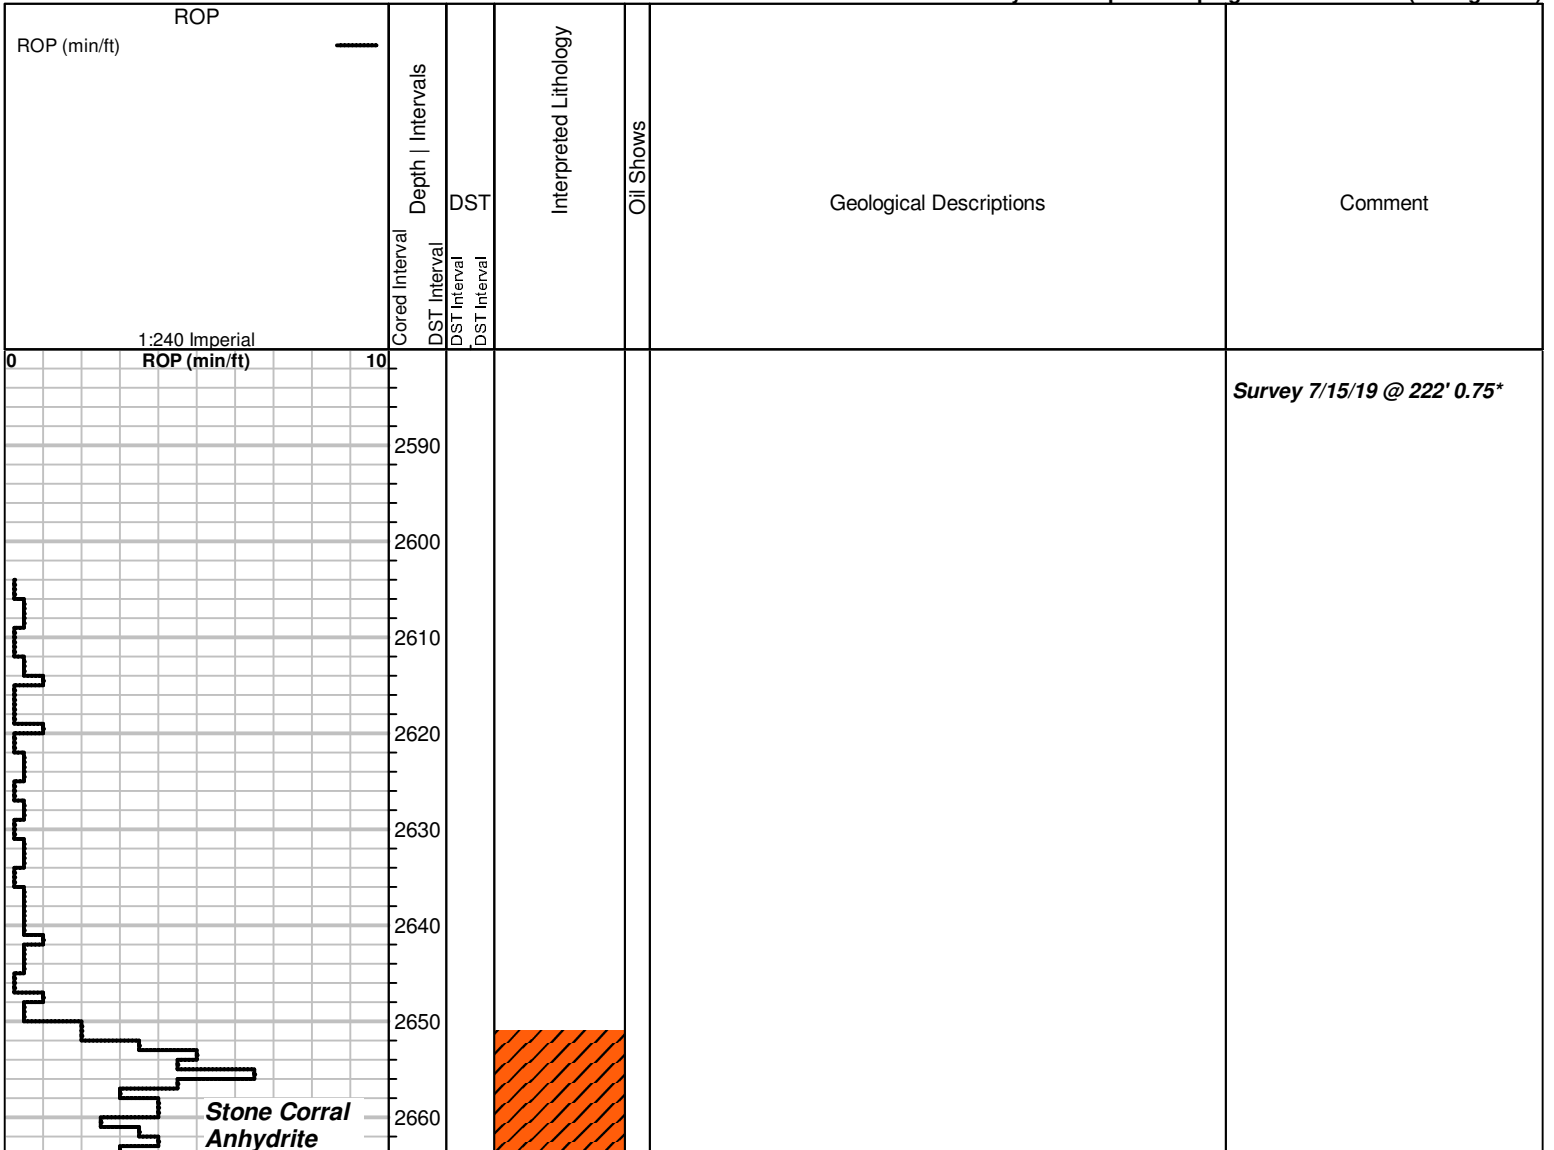 ROP
ROP (min/ft)
1:240 Imperial
Cored Interval
Depth | Intervals
DST Interval
DST
DST Interval
DST Interval
Interpreted Lithology
Oil Shows
Geological Descriptions
Comment
0 ROP (min/ft) 10
Survey 7/15/19 @ 222' 0.75*
2590
2600
2610
2620
2630
2640
2650
2660
Stone Corral
Anhydrite